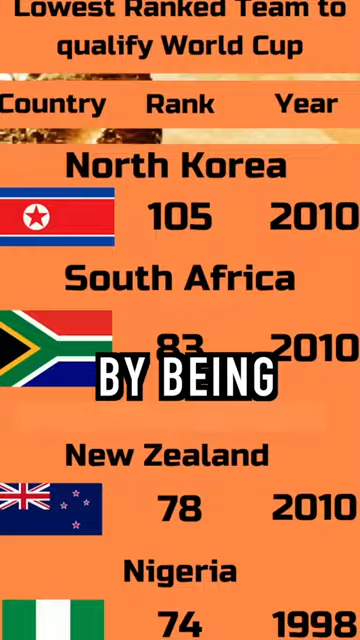 Lowest Ranked Team to
qualify World Cup
Country Rank Year
North Korea
105 2010
South Africa
83 2010
BY BEING
New Zealand
78 2010
Nigeria
74 1998